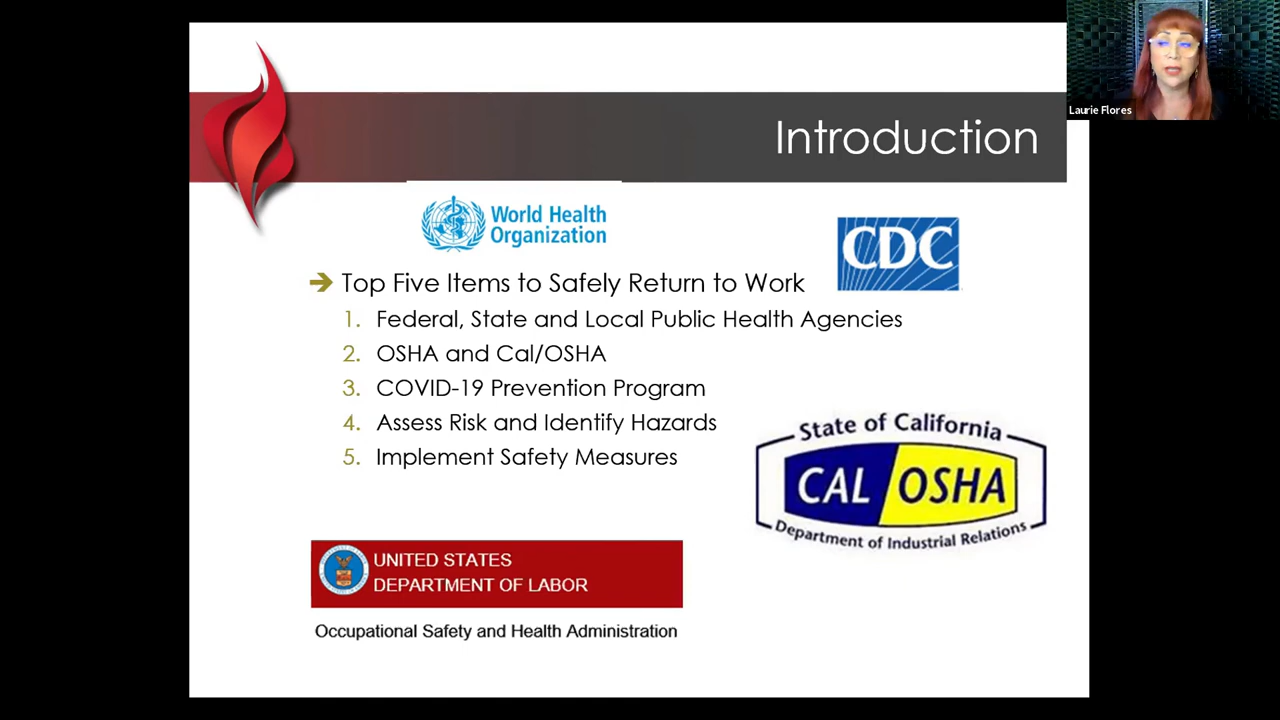 Introduction
Laurie Flores
World Health
Organization
CDC
➔ Top Five Items to Safely Return to Work
1. Federal, State and Local Public Health Agencies
2. OSHA and Cal/OSHA
3. COVID-19 Prevention Program
4. Assess Risk and Identify Hazards
5. Implement Safety Measures
State of California
CAL OSHA
Department of Industrial Relations
UNITED STATES
DEPARTMENT OF LABOR
Occupational Safety and Health Administration